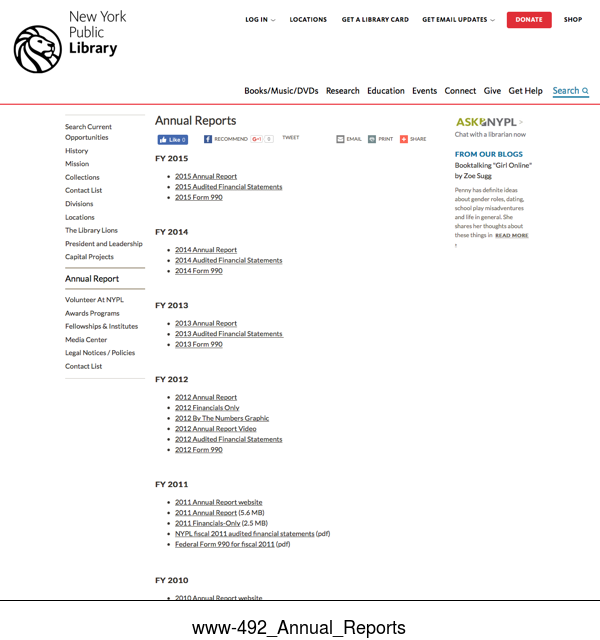 New York
Public
Library
LOG IN
LOCATIONS
GET A LIBRARY CARD
GET EMAIL UPDATES
DONATE
SHOP
Books/Music/DVDs Research Education Events Connect Give Get Help Search
Search Current
Opportunities
History
Mission
Collections
Contact List
Divisions
Locations
The Library Lions
President and Leadership
Capital Projects
Annual Report
Volunteer At NYPL
Awards Programs
Fellowships & Institutes
Media Center
Legal Notices / Policies
Contact List
Annual Reports
Like 0
RECOMMEND
G+1 0
TWEET
EMAIL
PRINT
SHARE
FY 2015
2015 Annual Report
2015 Audited Financial Statements
2015 Form 990
FY 2014
2014 Annual Report
2014 Audited Financial Statements
2014 Form 990
FY 2013
2013 Annual Report
2013 Audited Financial Statements
2013 Form 990
FY 2012
2012 Annual Report
2012 Financials Only
2012 By The Numbers Graphic
2012 Annual Report Video
2012 Audited Financial Statements
2012 Form 990
FY 2011
2011 Annual Report website
2011 Annual Report (5.6 MB)
2011 Financials-Only (2.5 MB)
NYPL fiscal 2011 audited financial statements (pdf)
Federal Form 990 for fiscal 2011 (pdf)
FY 2010
2010 Annual Report website
ASK NYPL >
Chat with a librarian now
FROM OUR BLOGS
Booktalking "Girl Online"
by Zoe Sugg
Penny has definite ideas
about gender roles, dating,
school play misadventures
and life in general. She
shares her thoughts about
these things in READ MORE
www-492_Annual_Reports